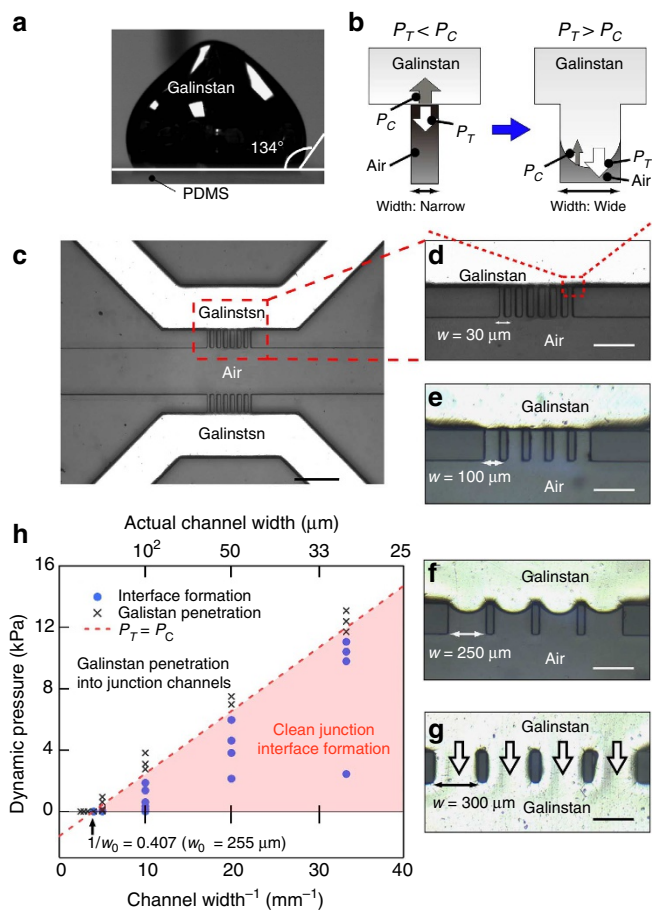 a
Galinstan
134°
PDMS
b
P_T < P_C
P_T > P_C
Galinstan
Galinstan
P_C
P_T
Air
P_C
P_T
Air
Width: Narrow
Width: Wide
c
Galinstsn
Air
Galinstsn
d
Galinstan
w = 30 μm
Air
e
Galinstan
w = 100 μm
Air
f
Galinstan
w = 250 μm
Air
g
Galinstan
w = 300 μm
Galinstan
h
Actual channel width (μm)
10² 50 33 25
16
12
8
4
0
Dynamic pressure (kPa)
Interface formation
Galistan penetration
P_T = P_C
Galinstan penetration
into junction channels
Clean junction
interface formation
1/w₀ = 0.407 (w₀ = 255 μm)
0 10 20 30 40
Channel width⁻¹ (mm⁻¹)